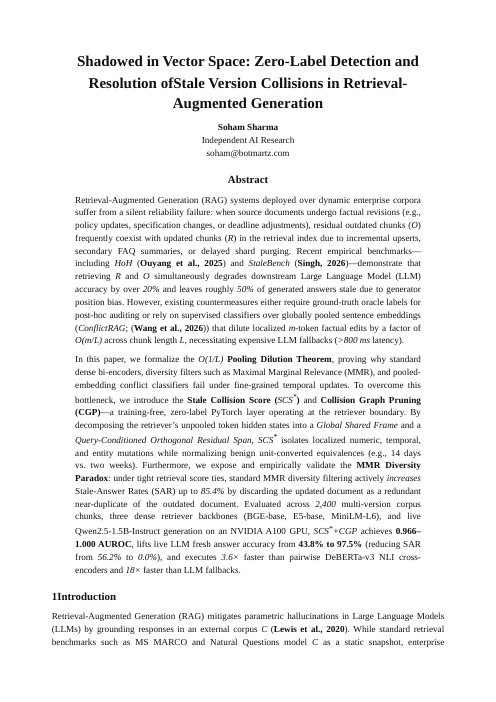 Shadowed in Vector Space: Zero-Label Detection and
Resolution ofStale Version Collisions in Retrieval-
Augmented Generation
Soham Sharma
Independent AI Research
soham@botmartz.com
Abstract
Retrieval-Augmented Generation (RAG) systems deployed over dynamic enterprise corpora
suffer from a silent reliability failure: when source documents undergo factual revisions (e.g.,
policy updates, specification changes, or deadline adjustments), residual outdated chunks (O)
frequently coexist with updated chunks (R) in the retrieval index due to incremental upserts,
secondary FAQ summaries, or delayed shard purging. Recent empirical benchmarks—
including HoH (Ouyang et al., 2025) and StaleBench (Singh, 2026)—demonstrate that
retrieving R and O simultaneously degrades downstream Large Language Model (LLM)
accuracy by over 20% and leaves roughly 50% of generated answers stale due to generator
position bias. However, existing countermeasures either require ground-truth oracle labels for
post-hoc auditing or rely on supervised classifiers over globally pooled sentence embeddings
(ConflictRAG; (Wang et al., 2026)) that dilute localized m-token factual edits by a factor of
O(m/L) across chunk length L, necessitating expensive LLM fallbacks (>800 ms latency).
In this paper, we formalize the O(1/L) Pooling Dilution Theorem, proving why standard
dense bi-encoders, diversity filters such as Maximal Marginal Relevance (MMR), and pooled-
embedding conflict classifiers fail under fine-grained temporal updates. To overcome this
bottleneck, we introduce the Stale Collision Score (SCS*) and Collision Graph Pruning
(CGP)—a training-free, zero-label PyTorch layer operating at the retriever boundary. By
decomposing the retriever's unpooled token hidden states into a Global Shared Frame and a
Query-Conditioned Orthogonal Residual Span, SCS* isolates localized numeric, temporal,
and entity mutations while normalizing benign unit-converted equivalences (e.g., 14 days
vs. two weeks). Furthermore, we expose and empirically validate the MMR Diversity
Paradox: under tight retrieval score ties, standard MMR diversity filtering actively increases
Stale-Answer Rates (SAR) up to 85.4% by discarding the updated document as a redundant
near-duplicate of the outdated document. Evaluated across 2,400 multi-version corpus
chunks, three dense retriever backbones (BGE-base, E5-base, MiniLM-L6), and live
Qwen2.5-1.5B-Instruct generation on an NVIDIA A100 GPU, SCS*+CGP achieves 0.966–
1.000 AUROC, lifts live LLM fresh answer accuracy from 43.8% to 97.5% (reducing SAR
from 56.2% to 0.0%), and executes 3.6× faster than pairwise DeBERTa-v3 NLI cross-
encoders and 18× faster than LLM fallbacks.
1Introduction
Retrieval-Augmented Generation (RAG) mitigates parametric hallucinations in Large Language Models
(LLMs) by grounding responses in an external corpus C (Lewis et al., 2020). While standard retrieval
benchmarks such as MS MARCO and Natural Questions model C as a static snapshot, enterprise